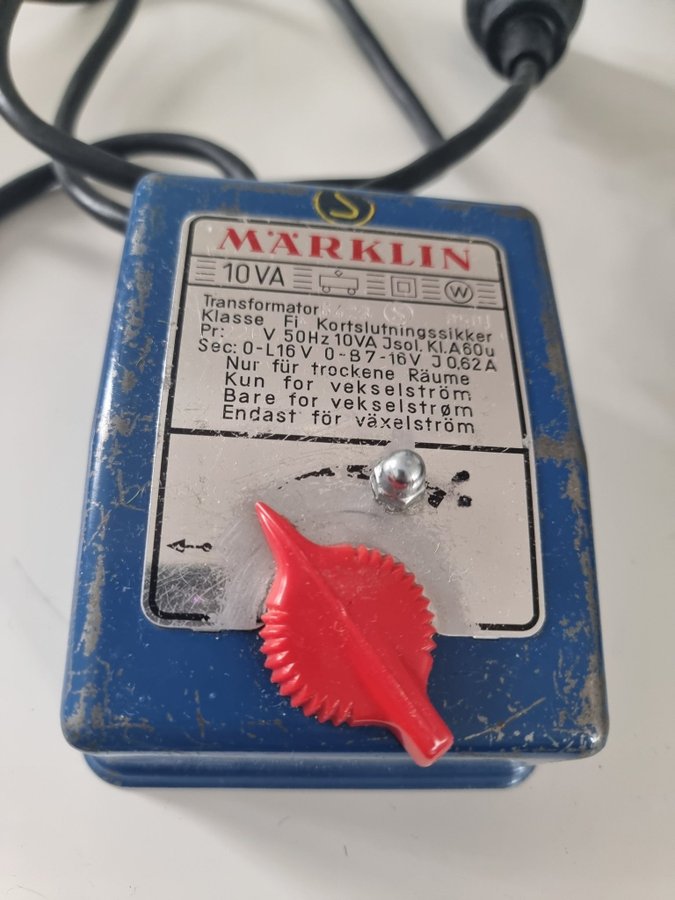 S
MÄRKLIN
10VA W
Transformator
Klasse Fi Kortslutningssikker
Pr: V 50Hz 10VA Jsol. Kl.A60u
Sec: 0-L16V 0-B7-16V J0.62A
Nur für trockene Räume
Kun for vekselström
Bare for vekselstrøm
Endast för växelström